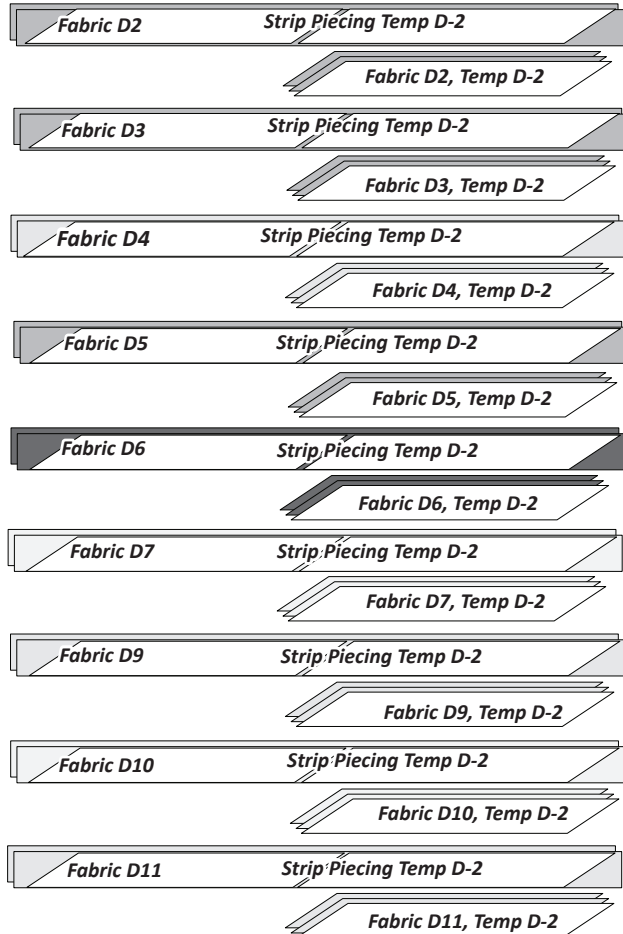 Fabric D2 Strip Piecing Temp D-2
Fabric D2, Temp D-2
Fabric D3 Strip Piecing Temp D-2
Fabric D3, Temp D-2
Fabric D4 Strip Piecing Temp D-2
Fabric D4, Temp D-2
Fabric D5 Strip Piecing Temp D-2
Fabric D5, Temp D-2
Fabric D6 Strip Piecing Temp D-2
Fabric D6, Temp D-2
Fabric D7 Strip Piecing Temp D-2
Fabric D7, Temp D-2
Fabric D9 Strip Piecing Temp D-2
Fabric D9, Temp D-2
Fabric D10 Strip Piecing Temp D-2
Fabric D10, Temp D-2
Fabric D11 Strip Piecing Temp D-2
Fabric D11, Temp D-2